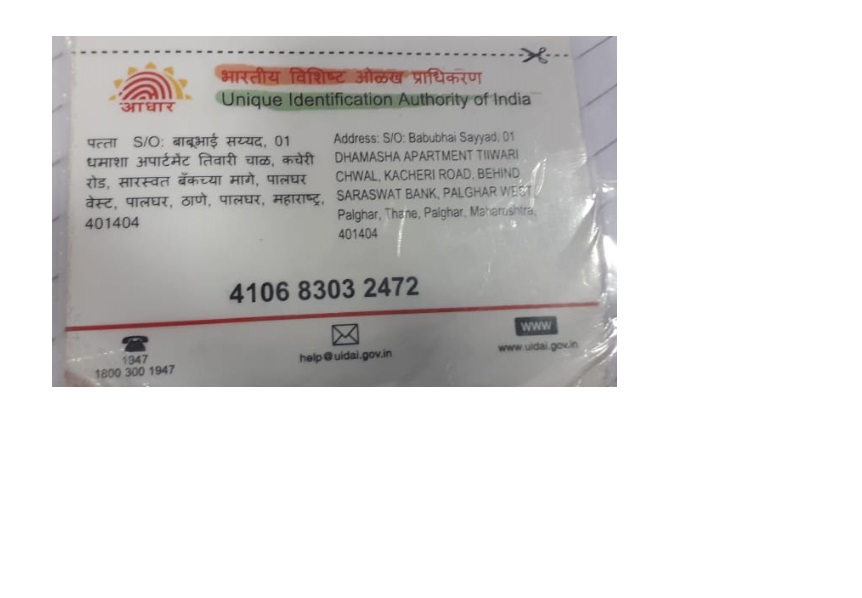 भारतीय विशिष्ट ओळख प्राधिकरण
Unique Identification Authority of India
आधार
पत्ता S/O: बाबूभाई सय्यद, 01
धमाशा अपार्टमेंट तिवारी चाळ, कचेरी
रोड, सारस्वत बँकच्या मागे, पालघर
वेस्ट, पालघर, ठाणे, पालघर, महाराष्ट्र,
401404
Address: S/O: Babubhai Sayyad, 01
DHAMASHA APARTMENT TIIWARI
CHWAL, KACHERI ROAD, BEHIND
SARASWAT BANK, PALGHAR WEST,
Palghar, Thane, Palghar, Maharashtra,
401404
4106 8303 2472
1947
1800 300 1947
help@uidai.gov.in
WWW
www.uidai.gov.in